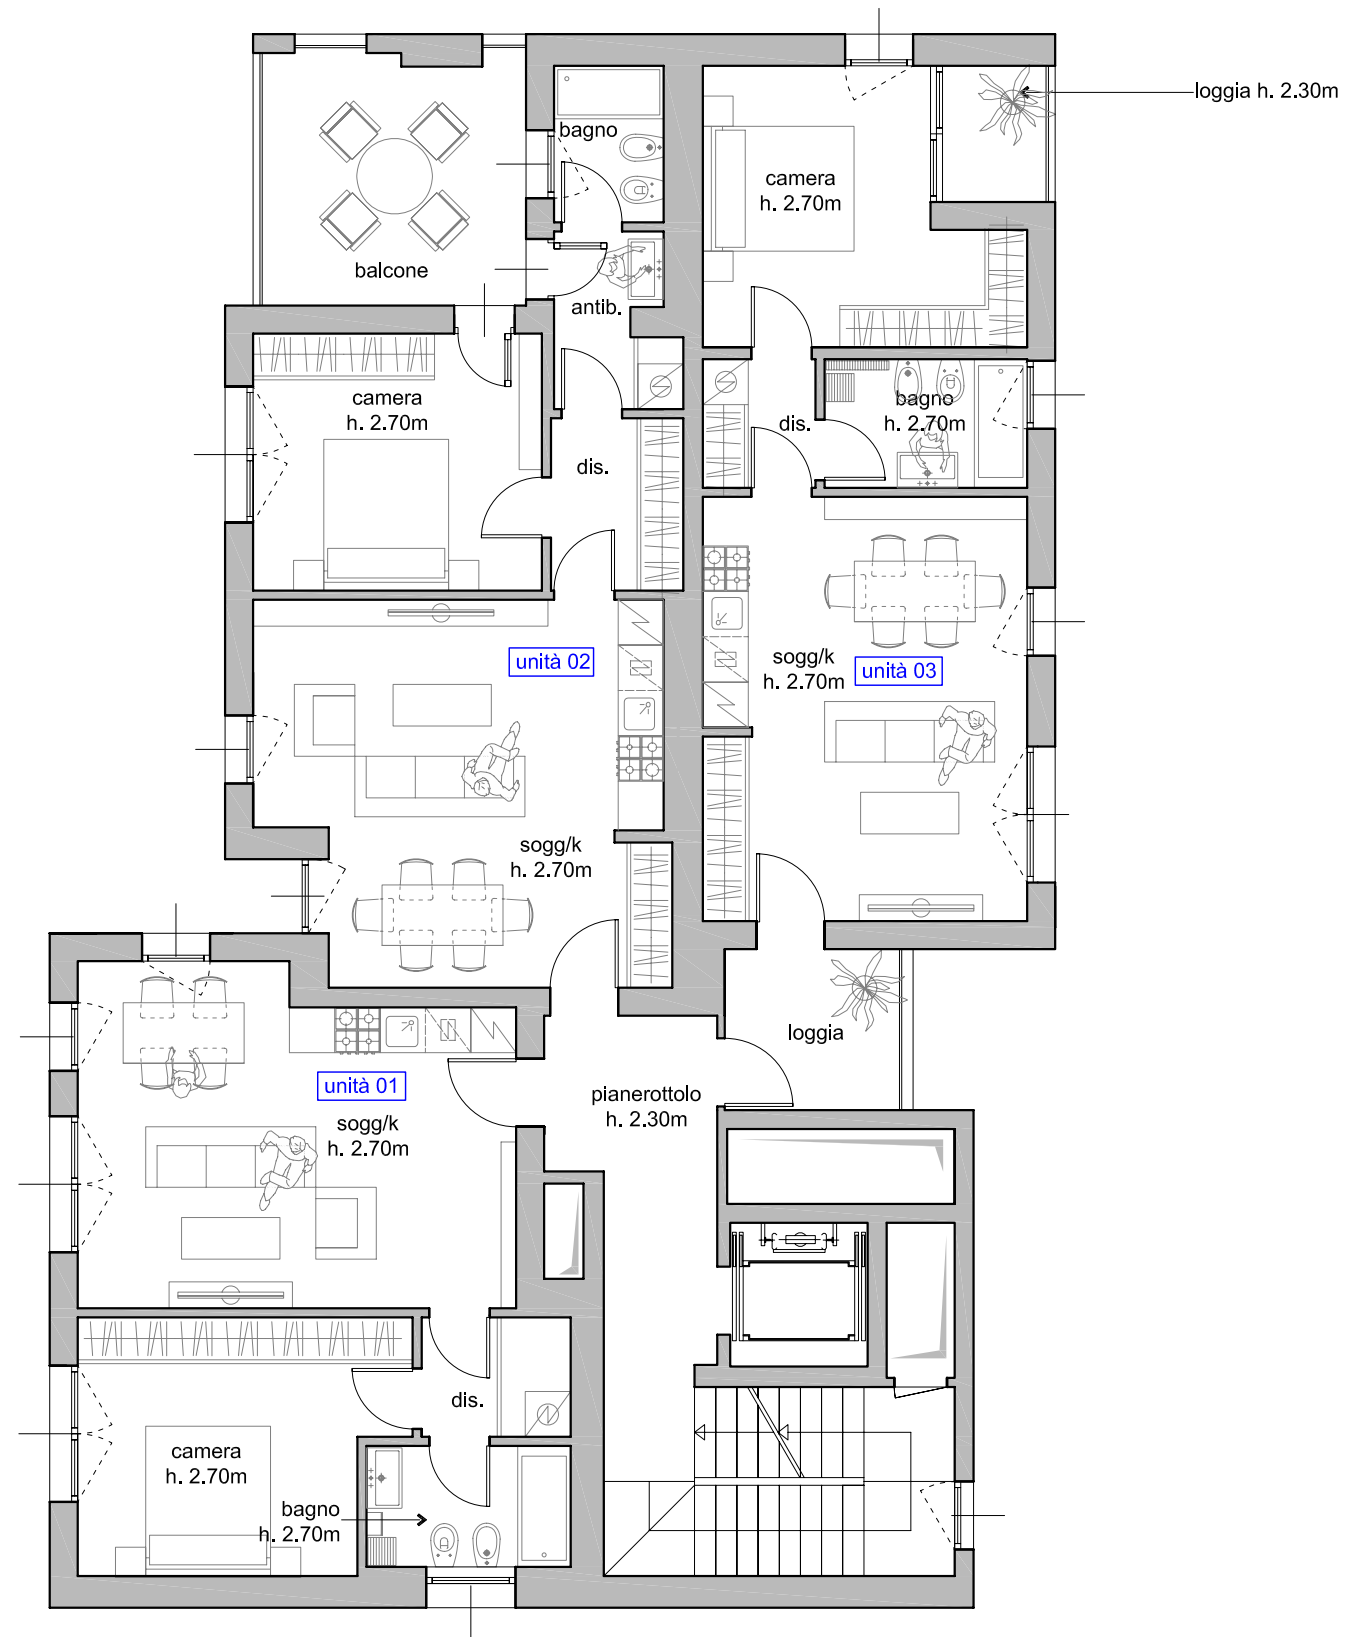 loggia h. 2.30m
bagno
camera
h. 2.70m
balcone
antib.
camera
h. 2.70m
dis.
dis.
bagno
h. 2.70m
unità 02
sogg/k
h. 2.70m
unità 03
sogg/k
h. 2.70m
loggia
unità 01
sogg/k
h. 2.70m
pianerottolo
h. 2.30m
dis.
camera
h. 2.70m
bagno
h. 2.70m